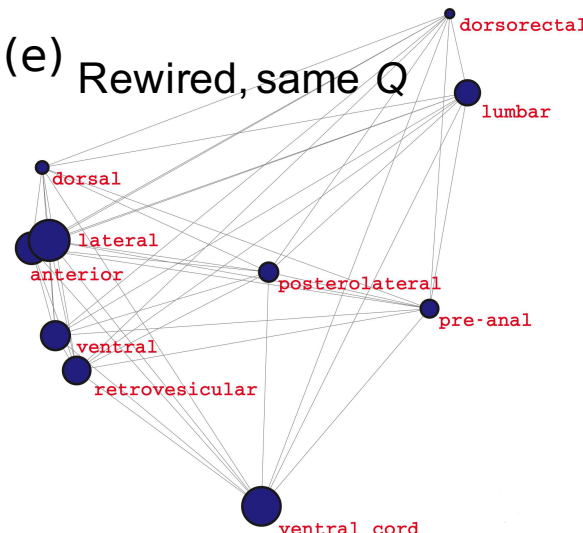 dorsorectal
(e) Rewired, same Q
lumbar
dorsal
lateral
anterior
posterolateral
pre-anal
ventral
retrovesicular
ventral cord